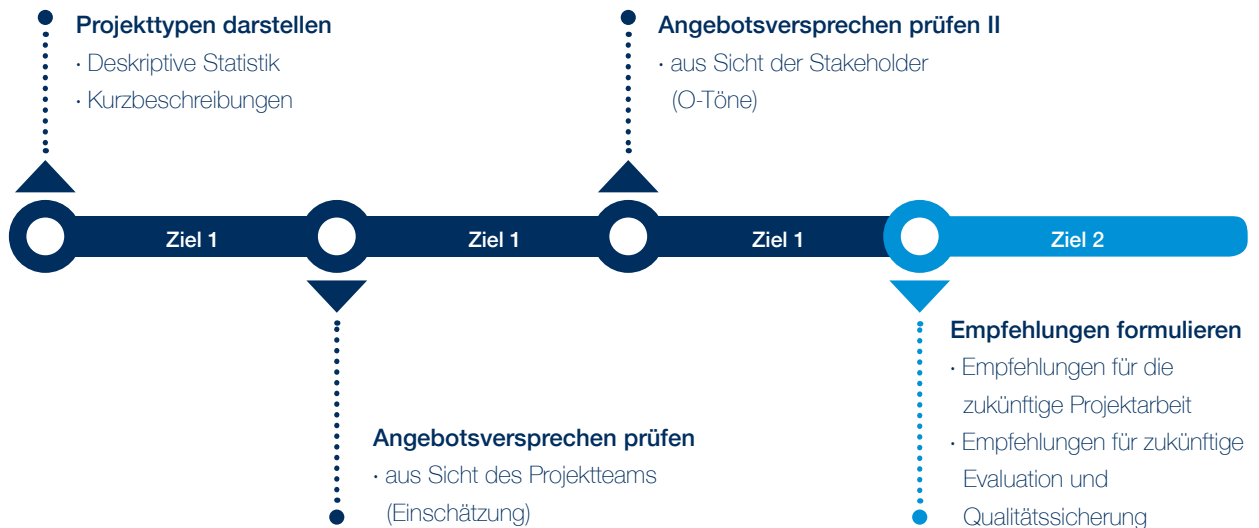 Projekttypen darstellen
· Deskriptive Statistik
· Kurzbeschreibungen
Angebotsversprechen prüfen II
· aus Sicht der Stakeholder
(O-Töne)
Ziel 1
Ziel 1
Ziel 1
Ziel 2
Angebotsversprechen prüfen
· aus Sicht des Projektteams
(Einschätzung)
Empfehlungen formulieren
· Empfehlungen für die
zukünftige Projektarbeit
· Empfehlungen für zukünftige
Evaluation und
Qualitätssicherung